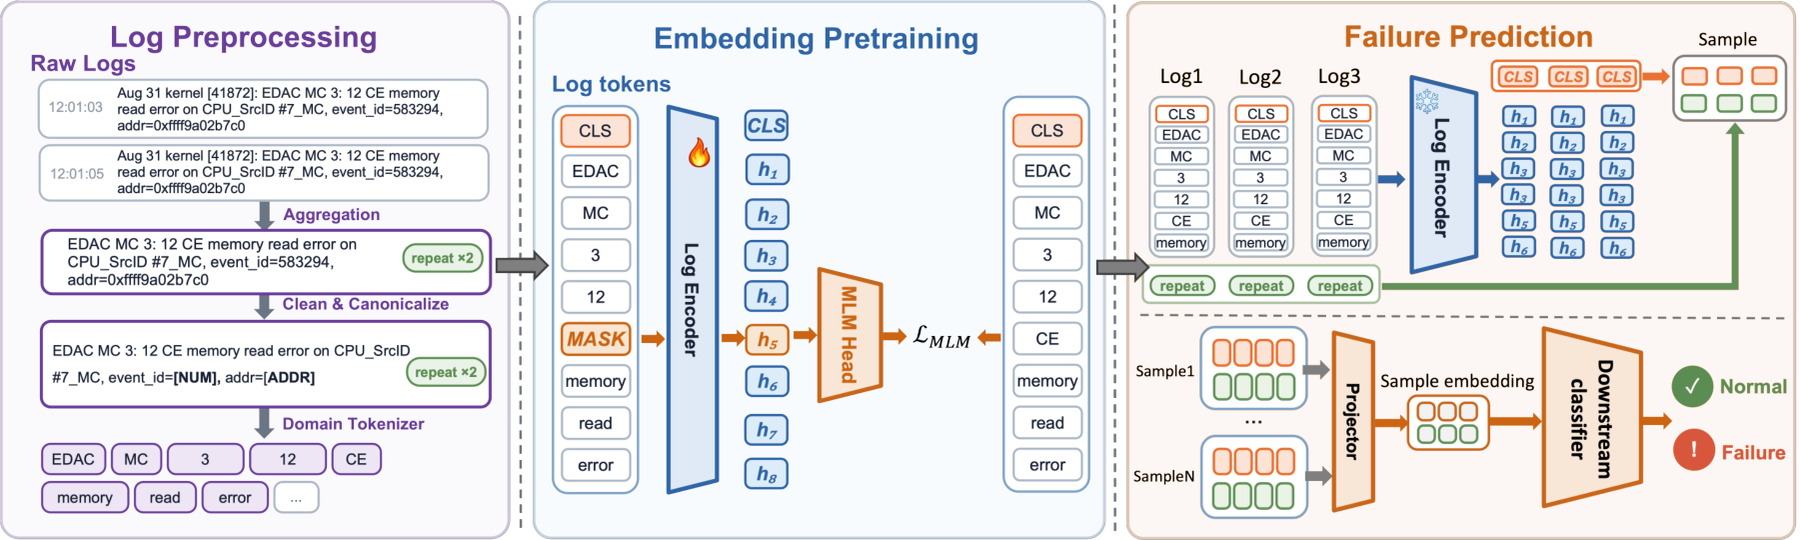 Log Preprocessing
Raw Logs
12:01:03
Aug 31 kernel [41872]: EDAC MC 3: 12 CE memory
read error on CPU_SrcID #7_MC, event_id=583294,
addr=0xffff9a02b7c0
12:01:05
Aug 31 kernel [41872]: EDAC MC 3: 12 CE memory
read error on CPU_SrcID #7_MC, event_id=583294,
addr=0xffff9a02b7c0
Aggregation
EDAC MC 3: 12 CE memory read error on
CPU_SrcID #7_MC, event_id=583294,
addr=0xffff9a02b7c0
repeat ×2
Clean & Canonicalize
EDAC MC 3: 12 CE memory read error on CPU_SrcID
#7_MC, event_id=[NUM], addr=[ADDR]
repeat ×2
Domain Tokenizer
EDAC MC 3 12 CE
memory read error ...
Embedding Pretraining
Log tokens
CLS
EDAC
MC
3
12
MASK
memory
read
error
Log Encoder
CLS
h1
h2
h3
h4
h5
h6
h7
h8
MLM Head
ℒMLM
CLS
EDAC
MC
3
12
CE
memory
read
error
Failure Prediction
Log1 Log2 Log3
CLS CLS CLS
EDAC EDAC EDAC
MC MC MC
3 3 3
12 12 12
CE CE CE
memory memory memory
repeat repeat repeat
Log Encoder
CLS CLS CLS
h1 h1 h1
h2 h2 h2
h3 h3 h3
h3 h3 h3
h5 h5 h5
h6 h6 h6
Sample
Sample1
...
SampleN
Projector
Sample embedding
Downstream
classifier
✓ Normal
! Failure